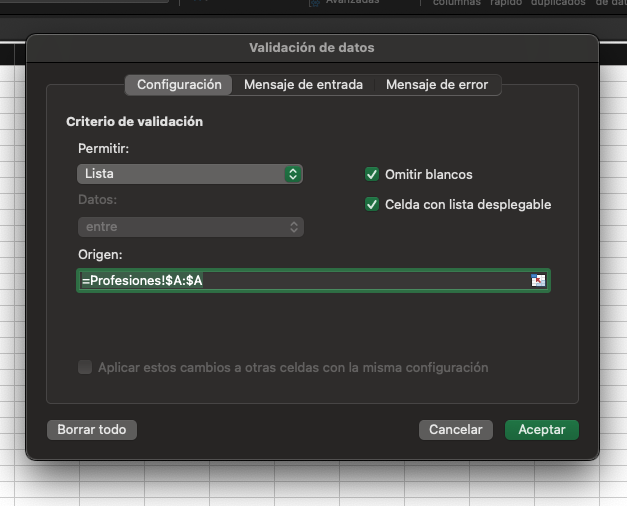 Avanzadas
columnas rápido duplicados de dat
Validación de datos
Configuración Mensaje de entrada Mensaje de error
Criterio de validación
Permitir:
Lista
Omitir blancos
Datos:
Celda con lista desplegable
entre
Origen:
=Profesiones!$A:$A
Aplicar estos cambios a otras celdas con la misma configuración
Borrar todo Cancelar Aceptar